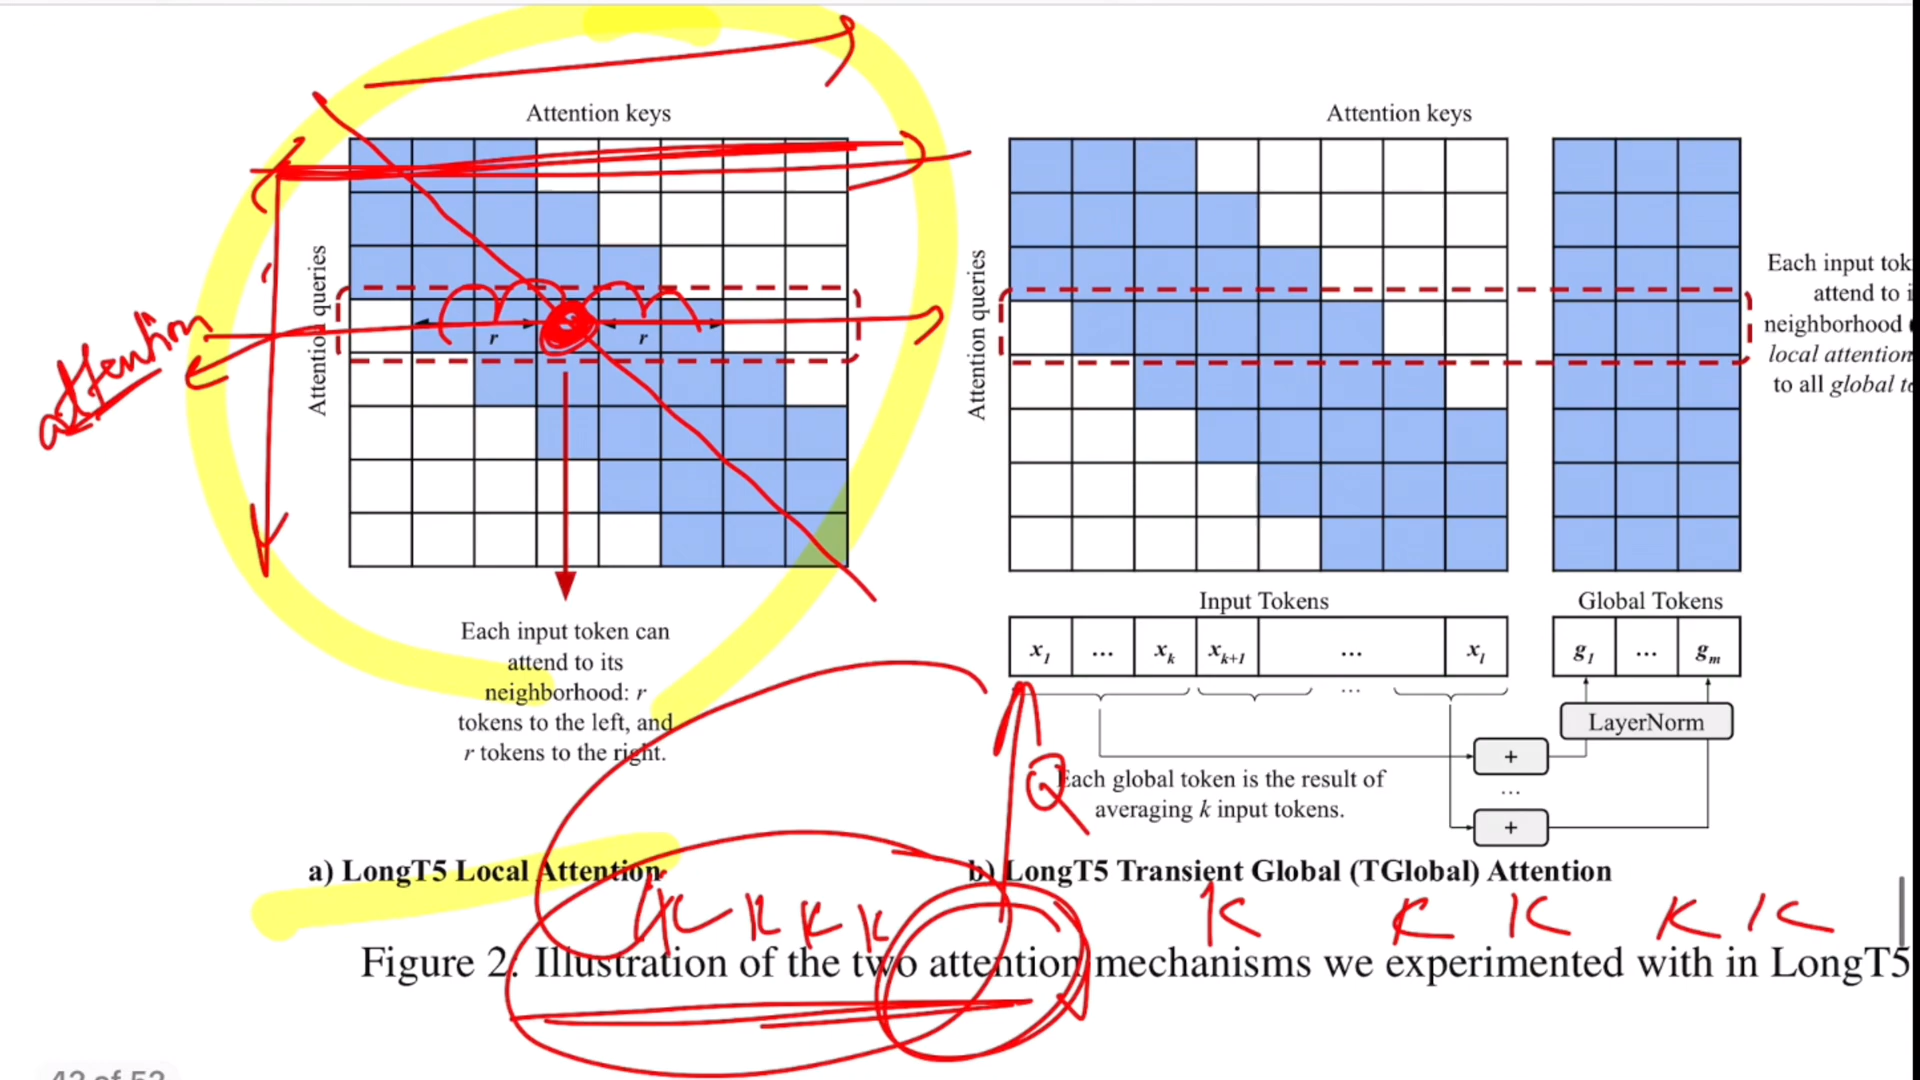 Attention keys
Attention queries
r
r
attention
Each input token can
attend to its
neighborhood: r
tokens to the left, and
r tokens to the right.
a) LongT5 Local Attention
Attention keys
Attention queries
Each input tok
attend to i
neighborhood
local attention
to all global to
Input Tokens
Global Tokens
x1 ... xk xk+1 ... xl
g1 ... gm
...
LayerNorm
+
...
+
Q
Each global token is the result of
averaging k input tokens.
b) LongT5 Transient Global (TGlobal) Attention
K K K K K K K K K
Figure 2. Illustration of the two attention mechanisms we experimented with in LongT5